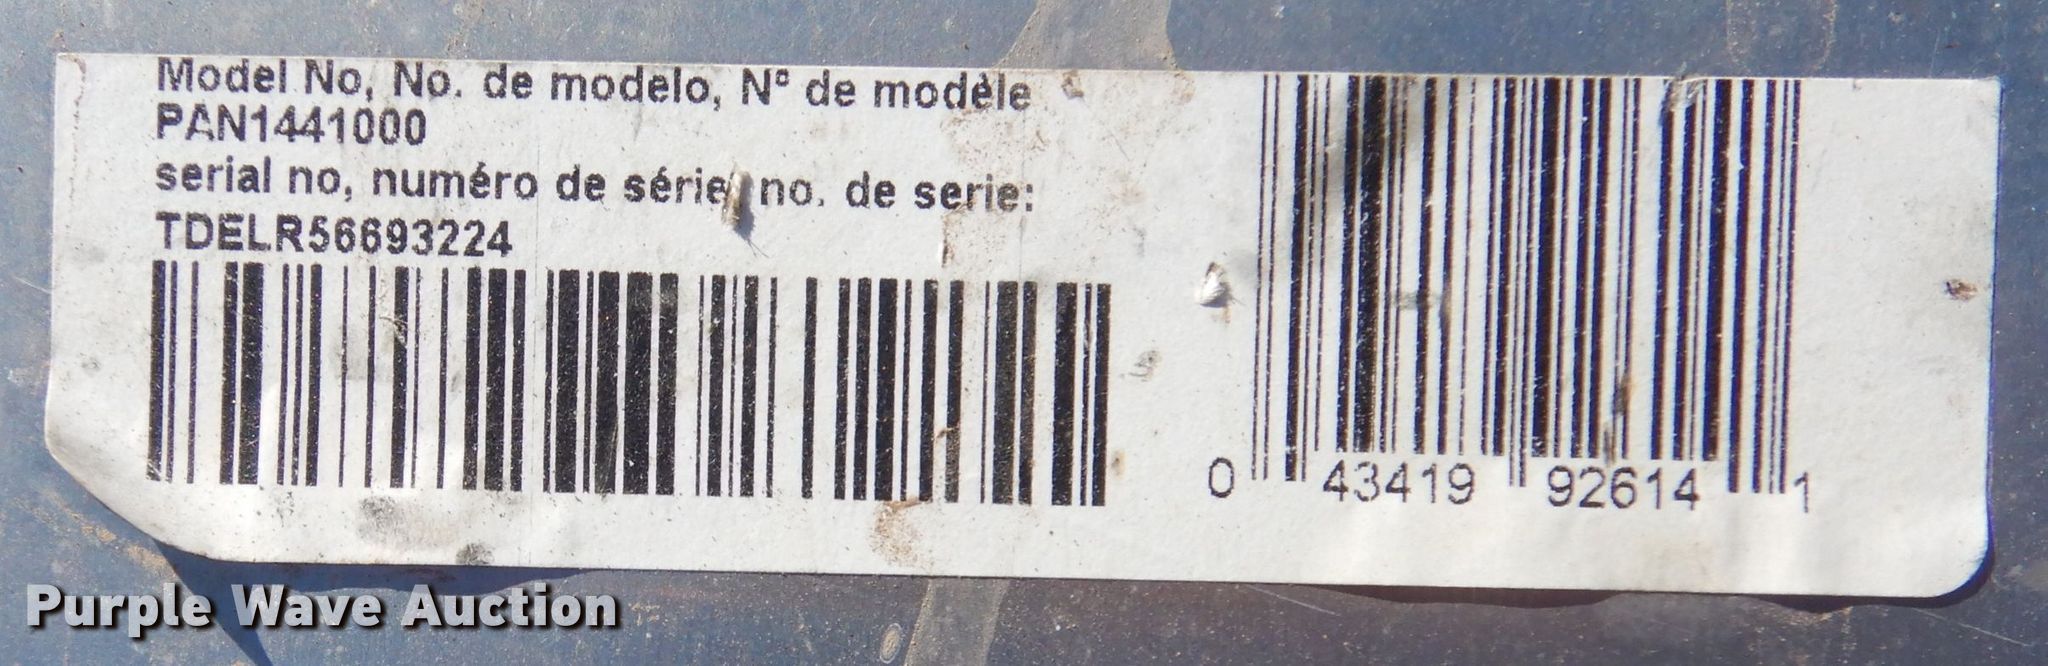 Model No, No. de modelo, N° de modèle
PAN1441000
serial no, numéro de série, no. de serie:
TDELR56693224
0 43419 92614 1
Purple Wave Auction